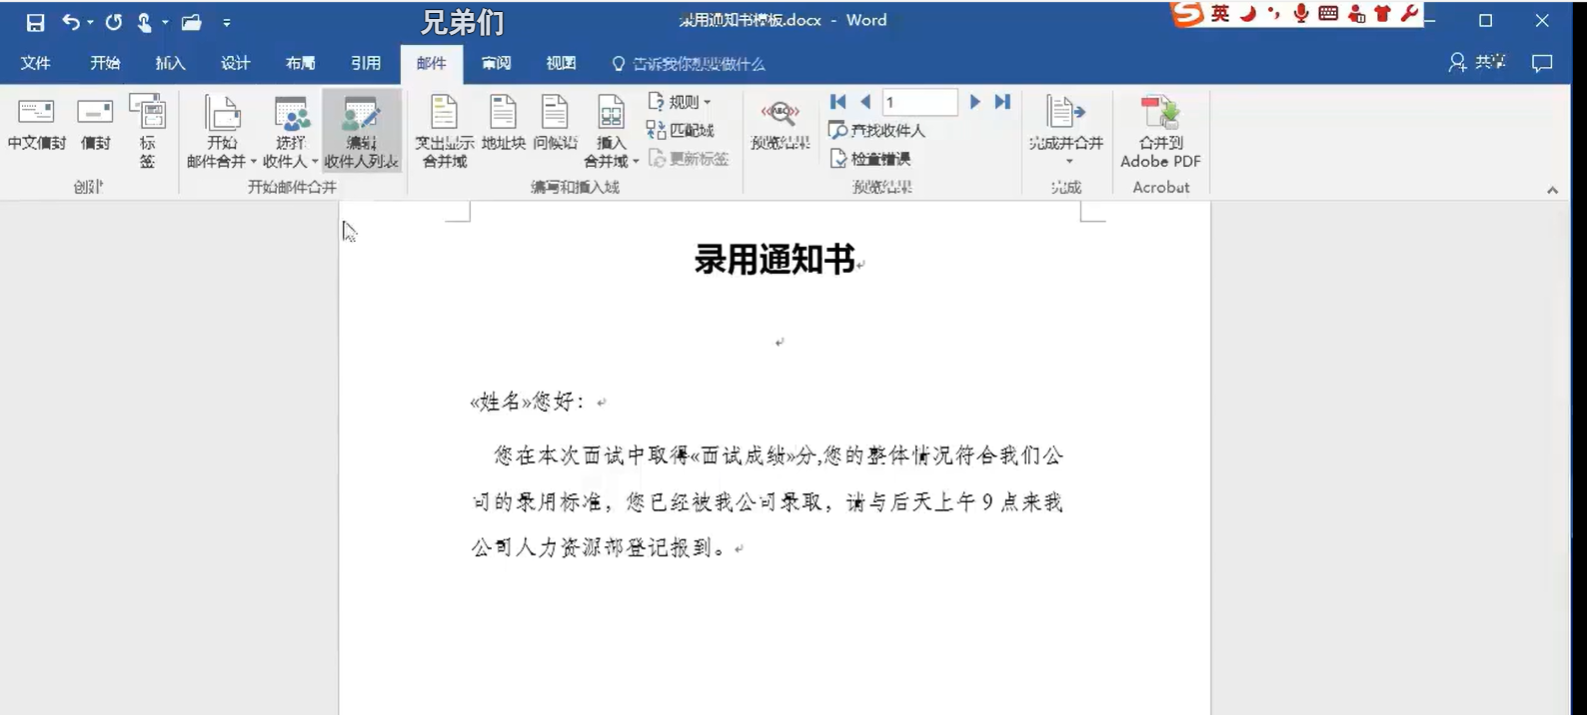 兄弟们
录用通知书模板.docx - Word
英
文件 开始 插入 设计 布局 引用 邮件 审阅 视图 告诉我你想要做什么 共享
中文信封 信封 标签 开始邮件合并 选择收件人 编辑收件人列表 突出显示合并域 地址块 问候语 插入合并域 规则 匹配域 更新标签 预览结果 1 查找收件人 检查错误 完成并合并 合并到Adobe PDF
创建 开始邮件合并 编写和插入域 预览结果 完成 Acrobat
录用通知书
«姓名»您好：
您在本次面试中取得«面试成绩»分,您的整体情况符合我们公
司的录用标准，您已经被我公司录取，请与后天上午 9 点来我
公司人力资源部登记报到。